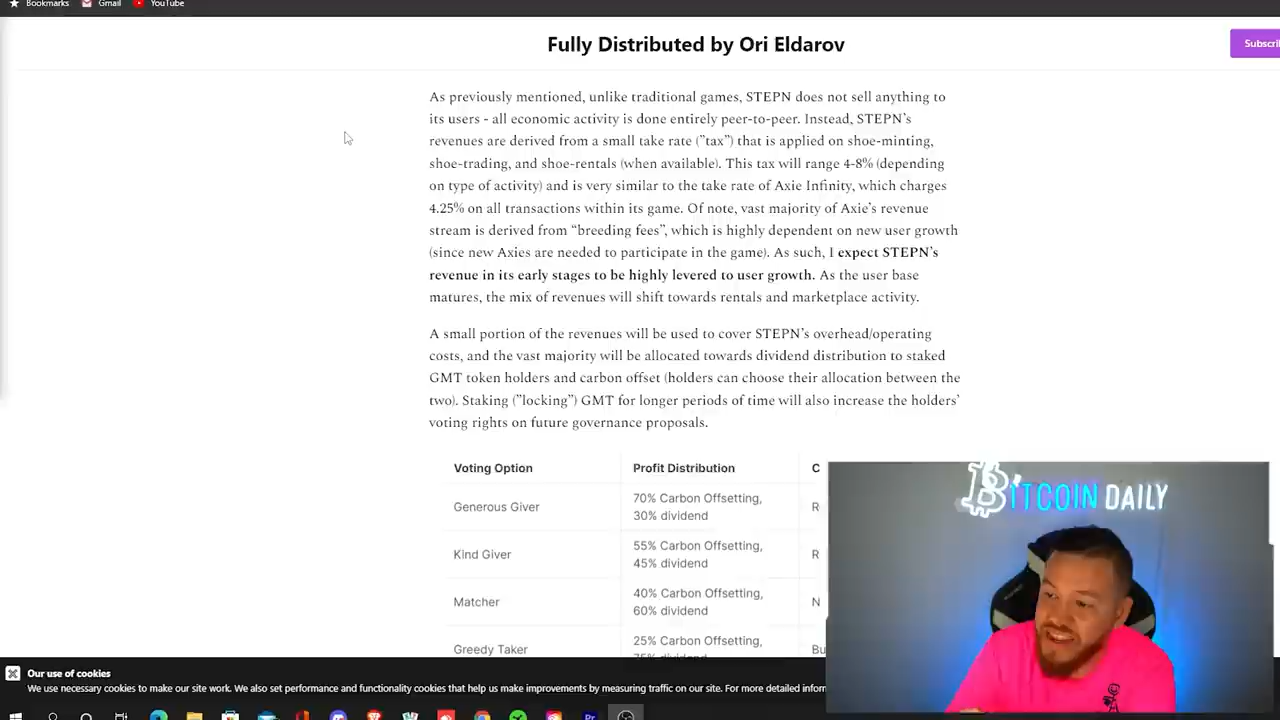 Bookmarks Gmail YouTube
Fully Distributed by Ori Eldarov
As previously mentioned, unlike traditional games, STEPN does not sell anything to
its users - all economic activity is done entirely peer-to-peer. Instead, STEPN's
revenues are derived from a small take rate ("tax") that is applied on shoe-minting,
shoe-trading, and shoe-rentals (when available). This tax will range 4-8% (depending
on type of activity) and is very similar to the take rate of Axie Infinity, which charges
4.25% on all transactions within its game. Of note, vast majority of Axie's revenue
stream is derived from “breeding fees”, which is highly dependent on new user growth
(since new Axies are needed to participate in the game). As such, I expect STEPN's
revenue in its early stages to be highly levered to user growth. As the user base
matures, the mix of revenues will shift towards rentals and marketplace activity.
A small portion of the revenues will be used to cover STEPN's overhead/operating
costs, and the vast majority will be allocated towards dividend distribution to staked
GMT token holders and carbon offset (holders can choose their allocation between the
two). Staking ("locking") GMT for longer periods of time will also increase the holders'
voting rights on future governance proposals.
Voting Option Profit Distribution C
Generous Giver 70% Carbon Offsetting, R
30% dividend
Kind Giver 55% Carbon Offsetting, R
45% dividend
Matcher 40% Carbon Offsetting, N
60% dividend
Greedy Taker 25% Carbon Offsetting, Bu
75% dividend
BITCOIN DAILY
Our use of cookies
We use necessary cookies to make our site work. We also set performance and functionality cookies that help us make improvements by measuring traffic on our site. For more detailed infor